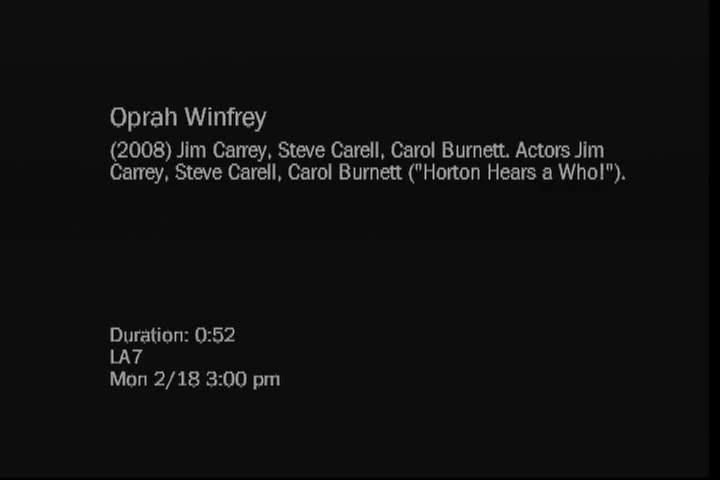 Oprah Winfrey
(2008) Jim Carrey, Steve Carell, Carol Burnett. Actors Jim
Carrey, Steve Carell, Carol Burnett ("Horton Hears a Who!").
Duration: 0:52
LA7
Mon 2/18 3:00 pm